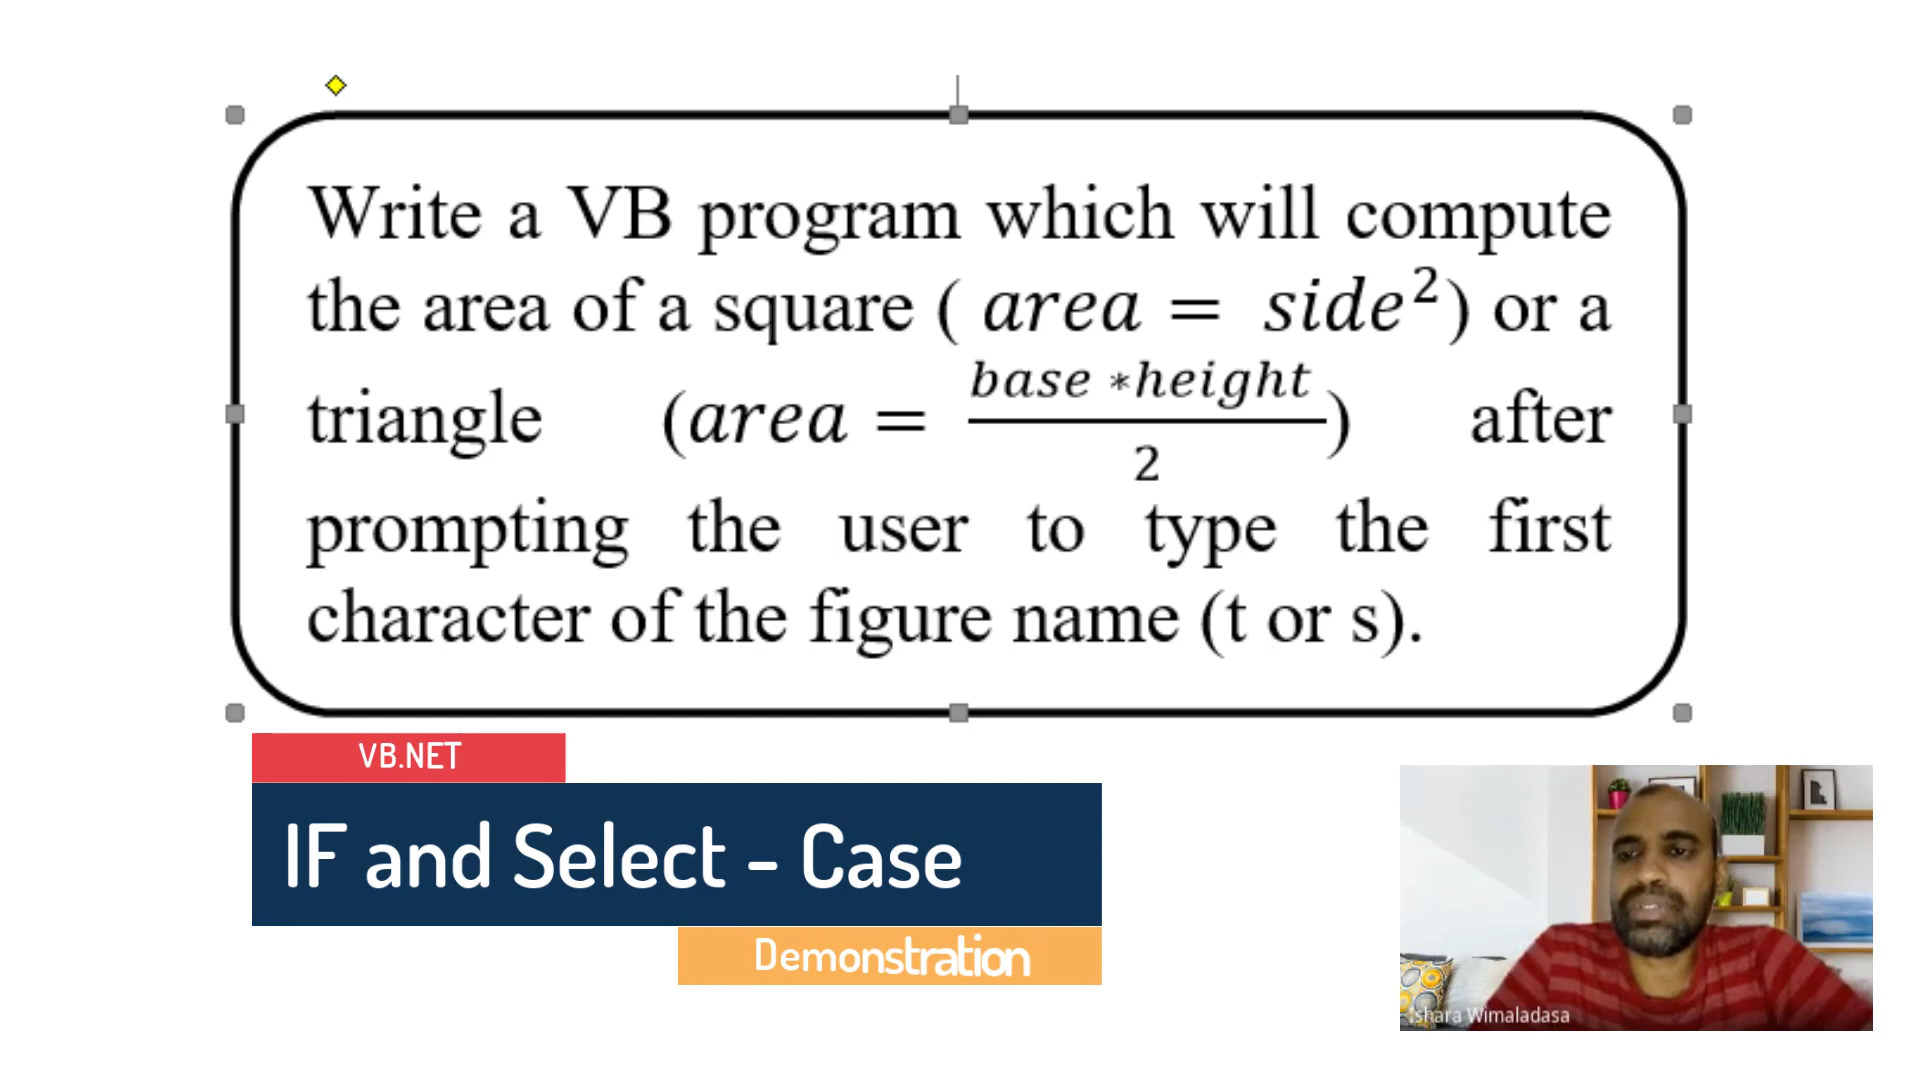 Write a VB program which will compute
the area of a square ( area = side²) or a
triangle (area = base *height / 2) after
prompting the user to type the first
character of the figure name (t or s).
VB.NET
IF and Select - Case
Demonstration
Ishara Wimaladasa